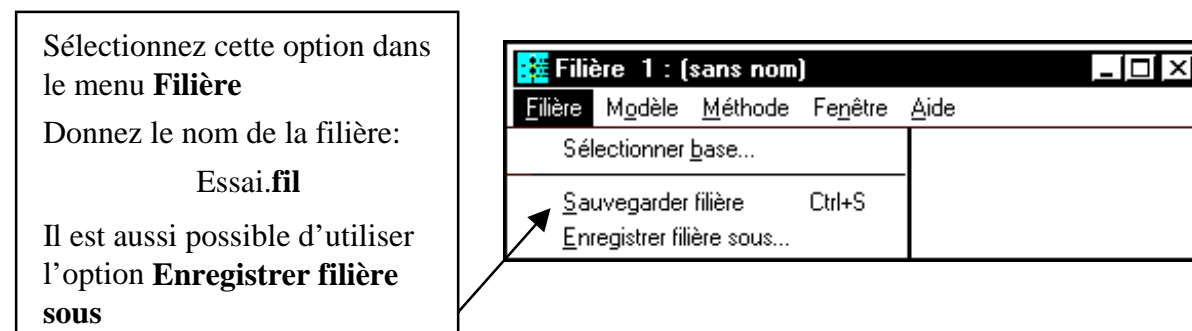 Sélectionnez cette option dans
le menu Filière
Donnez le nom de la filière:
Essai.fil
Il est aussi possible d’utiliser
l’option Enregistrer filière
sous
Filière 1 : (sans nom)
Filière Modèle Méthode Fenêtre Aide
Sélectionner base...
Sauvegarder filière Ctrl+S
Enregistrer filière sous...